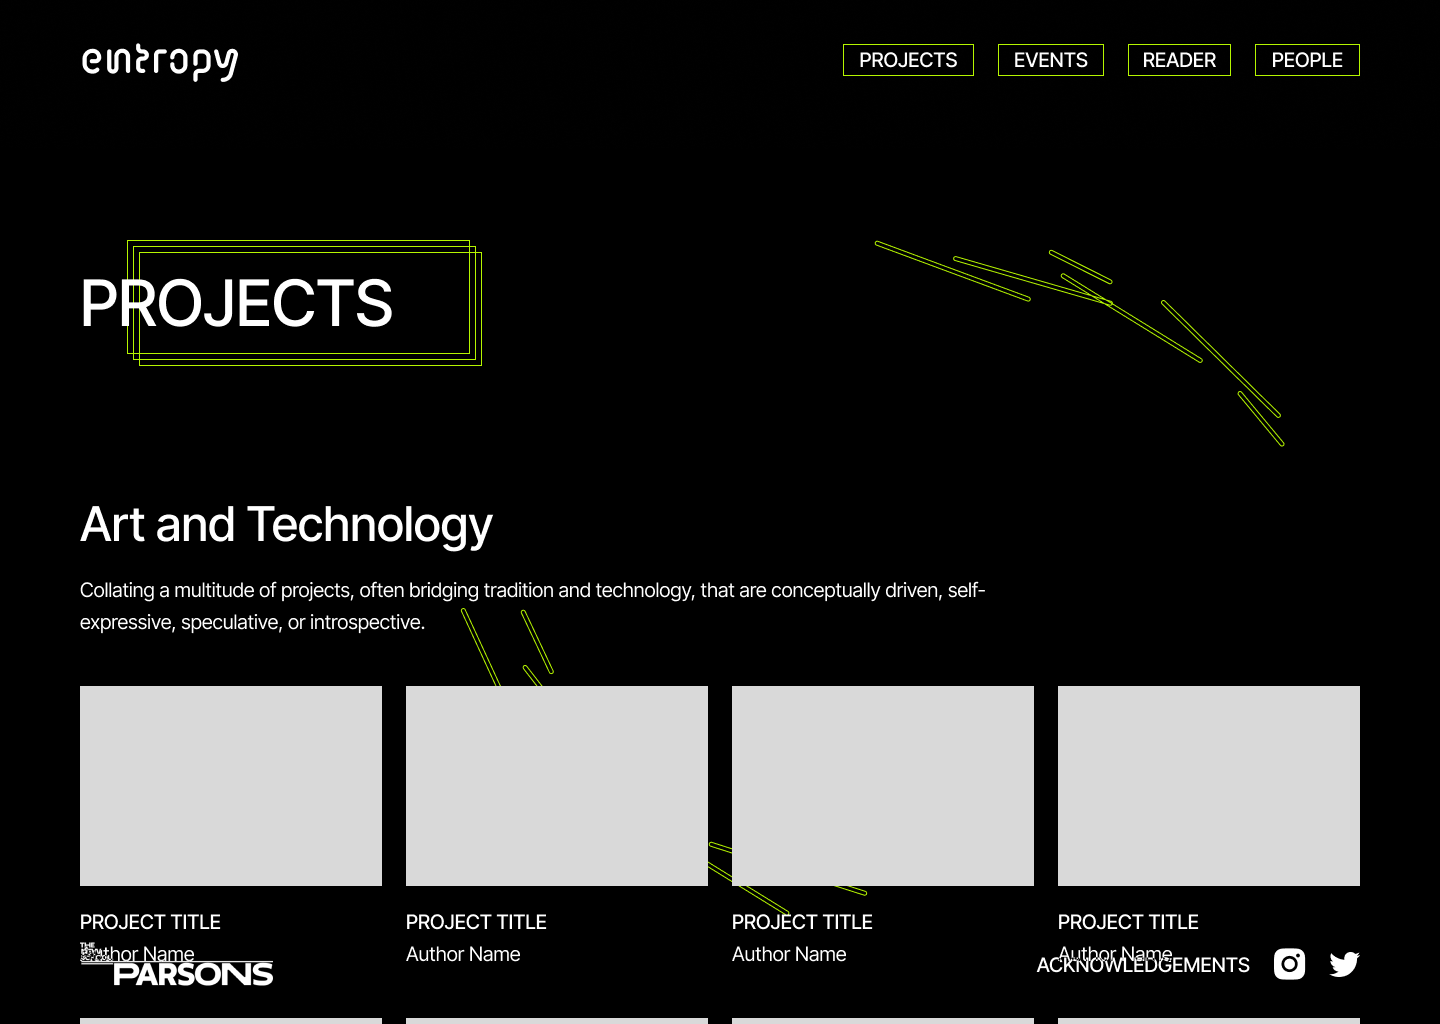 entropy
PROJECTS
EVENTS
READER
PEOPLE
PROJECTS
Art and Technology
Collating a multitude of projects, often bridging tradition and technology, that are conceptually driven, self-
expressive, speculative, or introspective.
PROJECT TITLE
Author Name
PROJECT TITLE
Author Name
PROJECT TITLE
Author Name
PROJECT TITLE
Author Name
THE
PARSONS
ACKNOWLEDGEMENTS